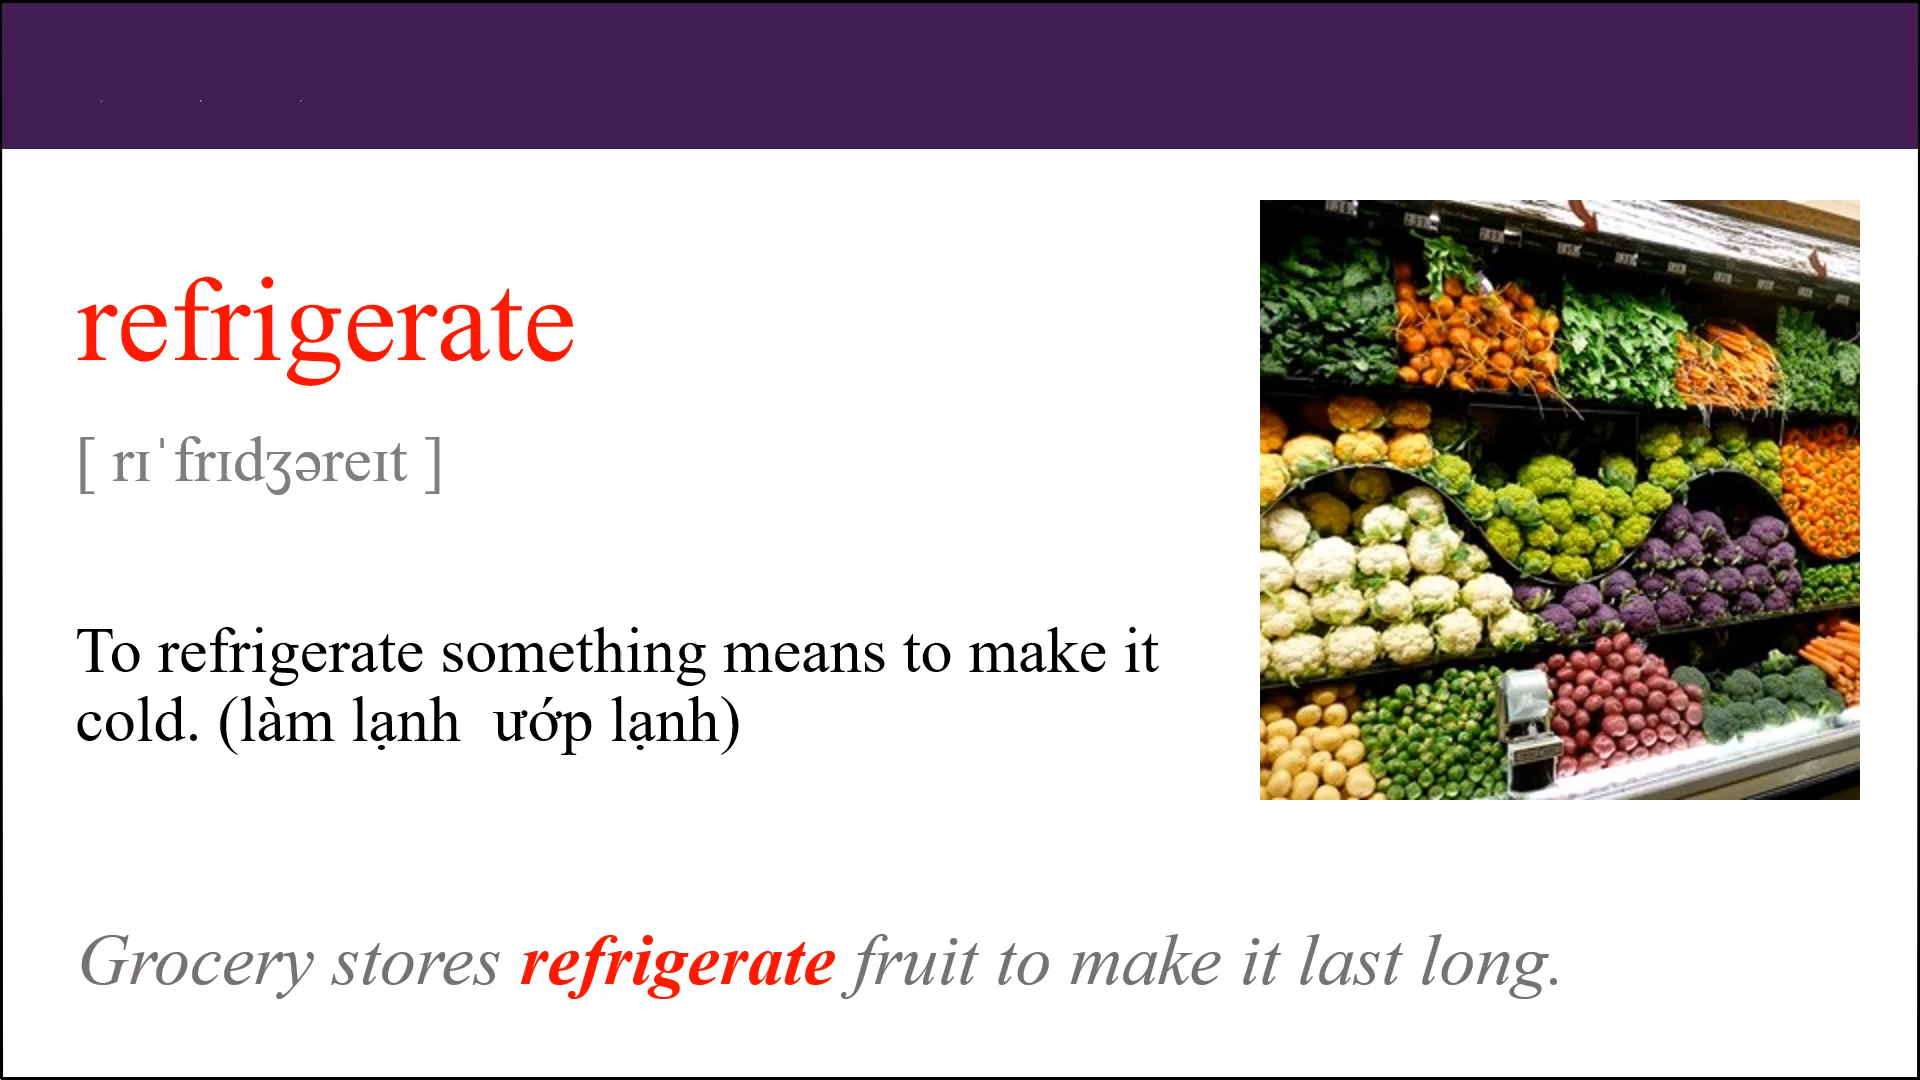 refrigerate
[ rɪˈfrɪdʒəreɪt ]
To refrigerate something means to make it
cold. (làm lạnh  ướp lạnh)
Grocery stores refrigerate fruit to make it last long.